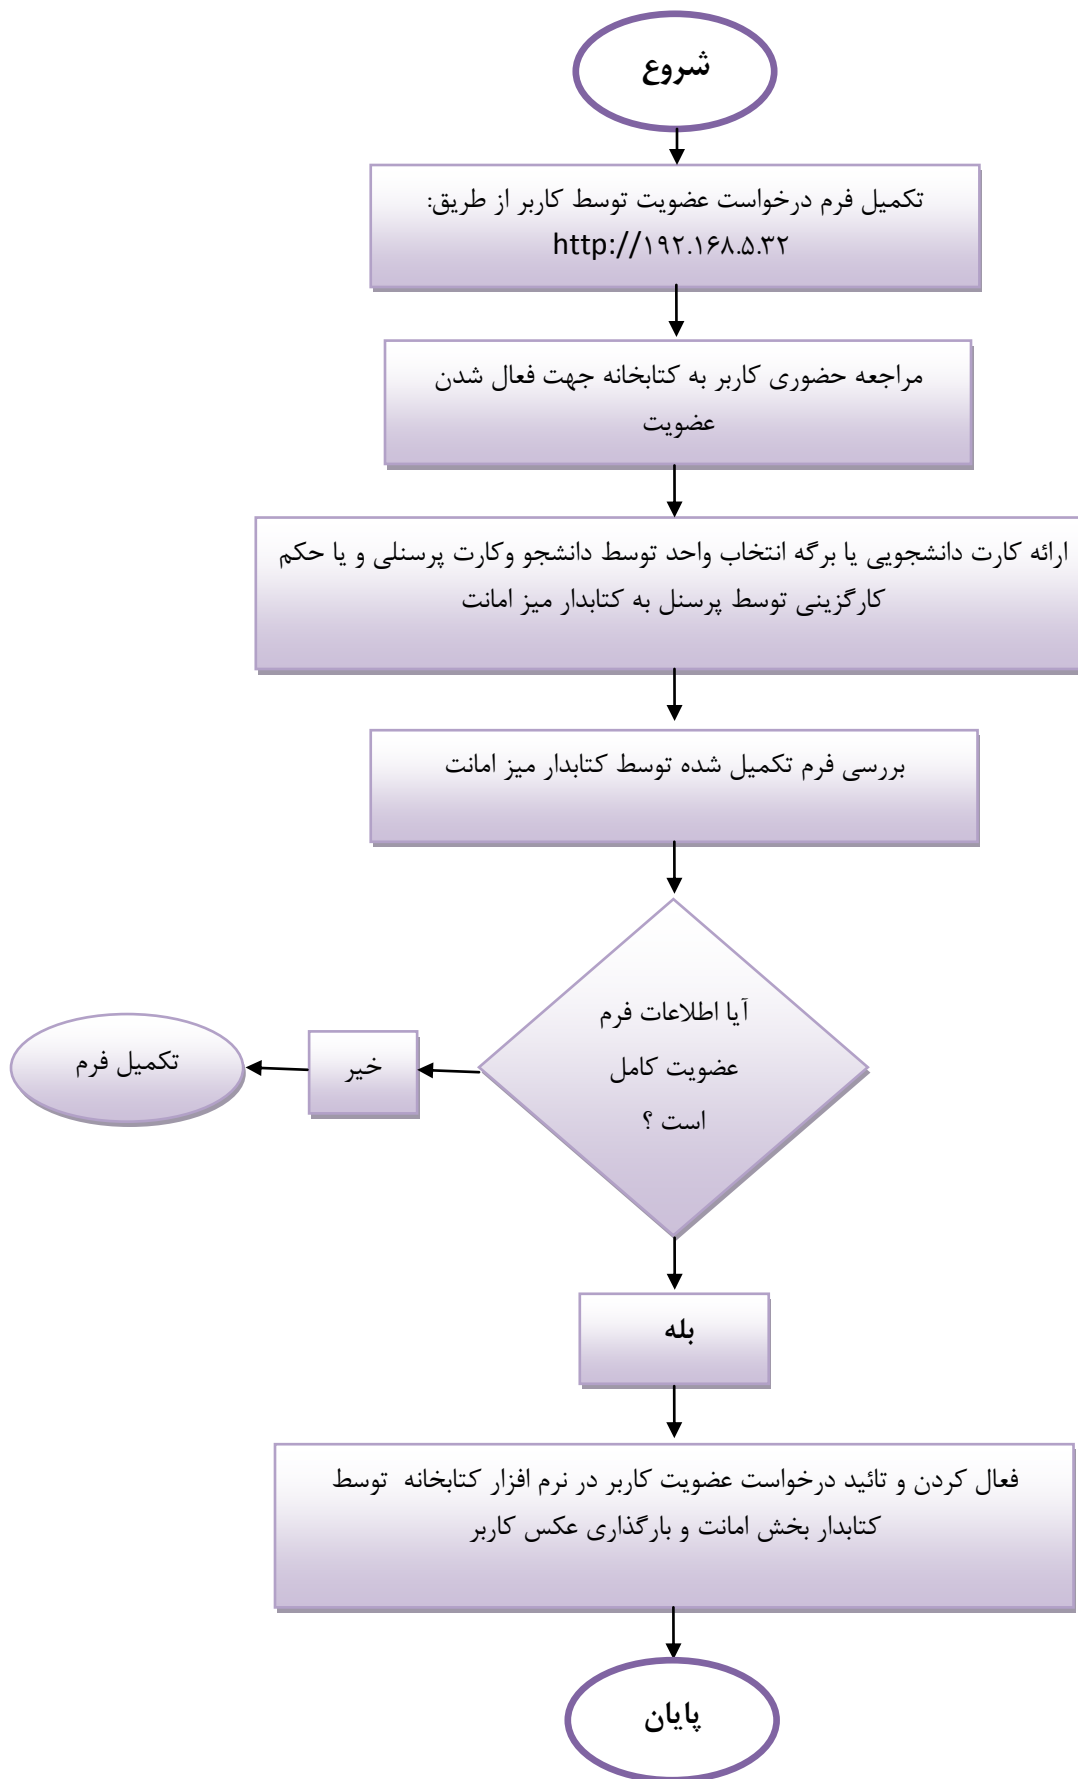 شروع
تکمیل فرم درخواست عضویت توسط کاربر از طریق:
http://۱۹۲.۱۶۸.۵.۳۲
مراجعه حضوری کاربر به کتابخانه جهت فعال شدن
عضویت
ارائه کارت دانشجویی یا برگه انتخاب واحد توسط دانشجو وکارت پرسنلی و یا حکم
کارگزینی توسط پرسنل به کتابدار میز امانت
بررسی فرم تکمیل شده توسط کتابدار میز امانت
آیا اطلاعات فرم
عضویت کامل
است ؟
خیر
تکمیل فرم
بله
فعال کردن و تائید درخواست عضویت کاربر در نرم افزار کتابخانه توسط
کتابدار بخش امانت و بارگذاری عکس کاربر
پایان